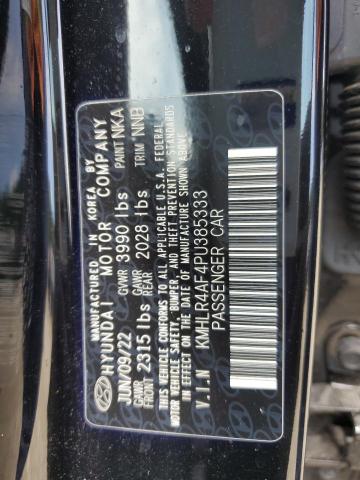 MANUFACTURED IN KOREA BY
HYUNDAI MOTOR COMPANY
PAINT NKA
JUN/09/22 GVWR 3990 lbs TRIM NNB
GAWR FRONT 2315 lbs GAWR REAR 2028 lbs
THIS VEHICLE CONFORMS TO ALL APPLICABLE U.S.A. FEDERAL
MOTOR VEHICLE SAFETY, BUMPER, AND THEFT PREVENTION STANDARDS
IN EFFECT ON THE DATE OF MANUFACTURE SHOWN ABOVE.
V.I.N KMHLR4AF4PU385333
PASSENGER CAR